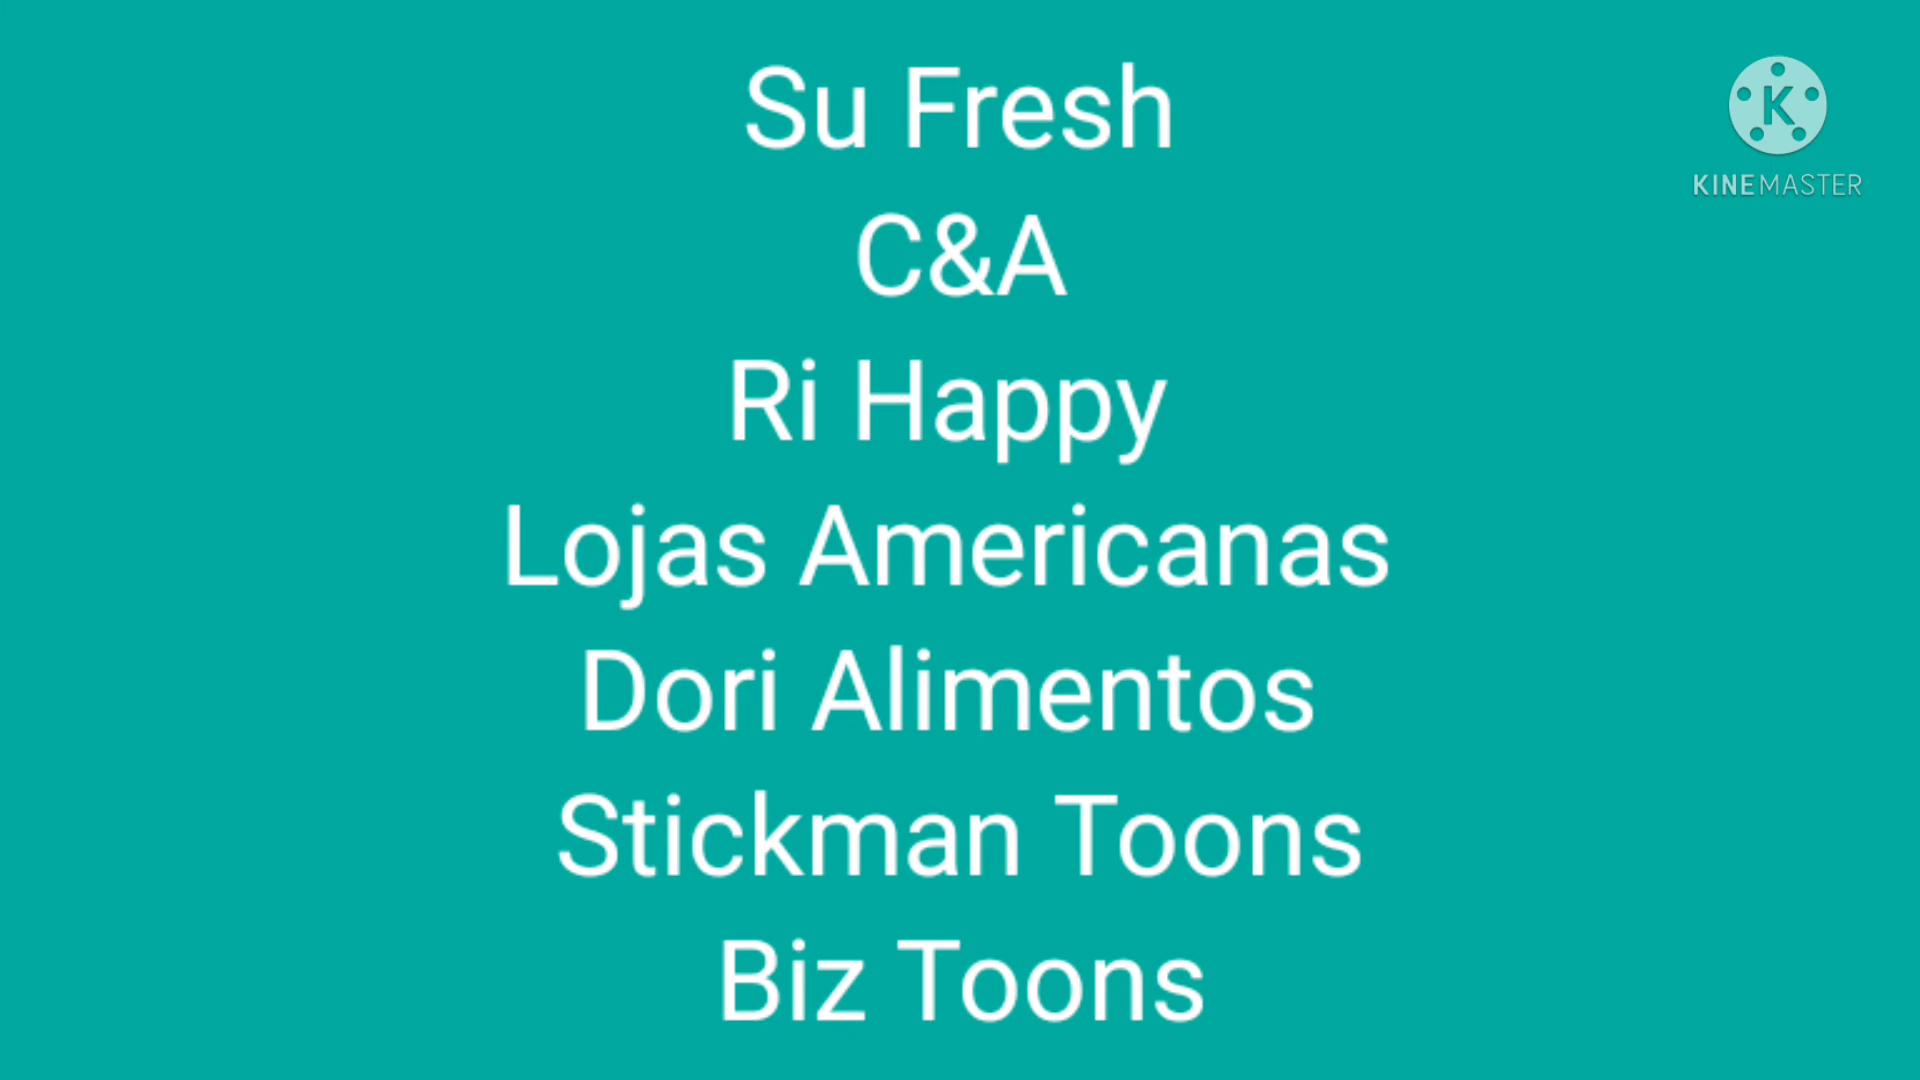 Su Fresh
C&A
Ri Happy
Lojas Americanas
Dori Alimentos
Stickman Toons
Biz Toons
K
KINEMASTER